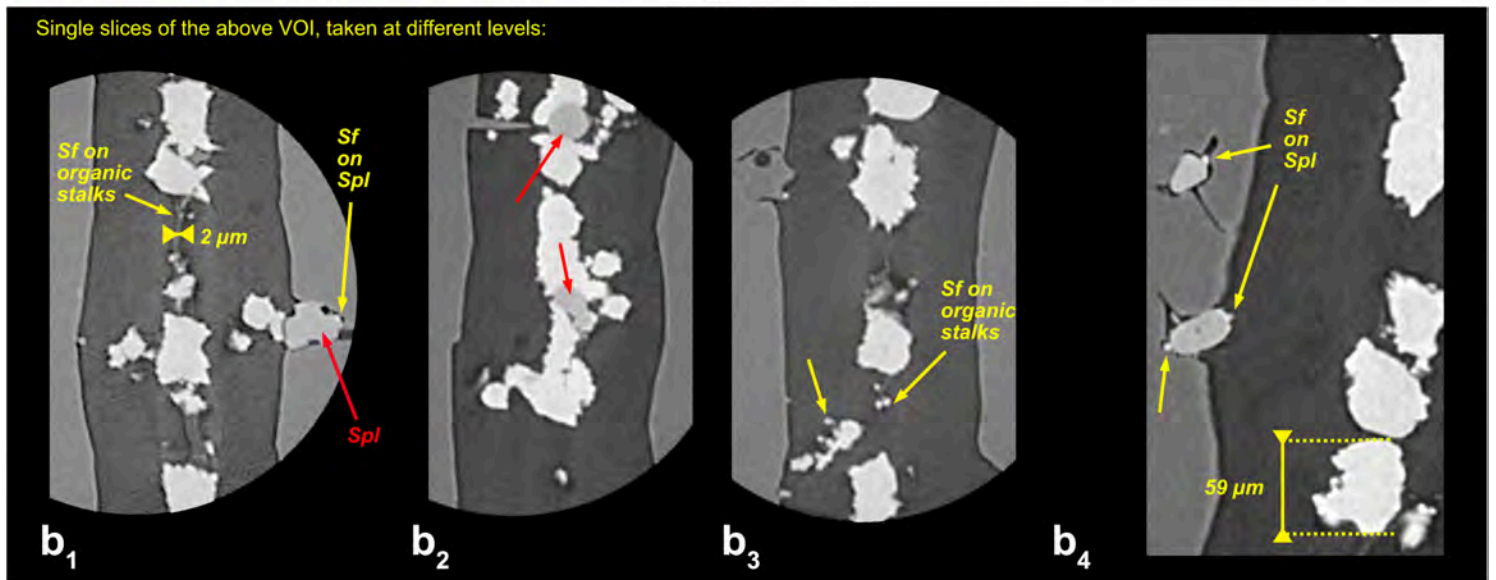 Single slices of the above VOI, taken at different levels:
Sf on
organic
stalks
2 µm
Sf
on
Spl
Spl
b1
b2
Sf on
organic
stalks
b3
Sf
on
Spl
59 µm
b4